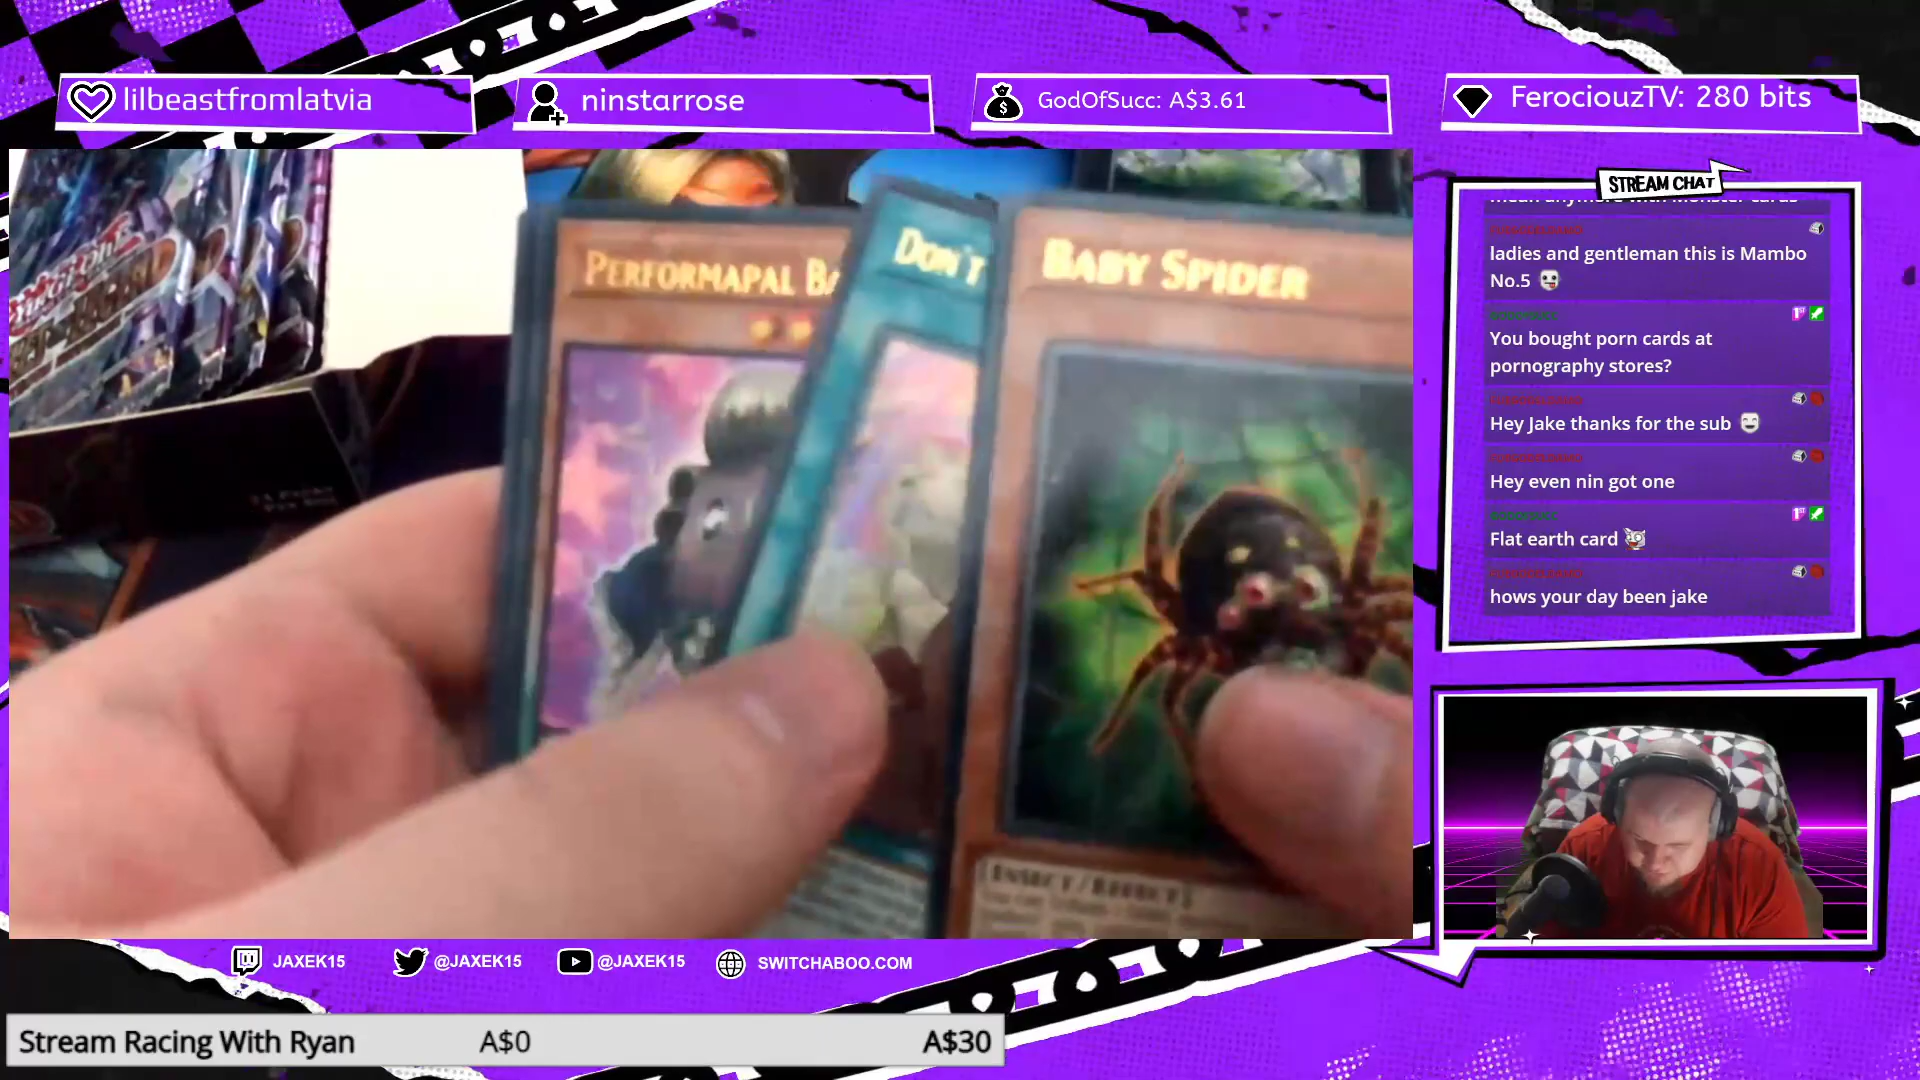 lilbeastfromlatvia
ninstarrose
GodOfSucc: A$3.61
FerociouzTV: 280 bits
STREAM CHAT
ladies and gentleman this is Mambo
No.5
You bought porn cards at
pornography stores?
Hey Jake thanks for the sub
Hey even nin got one
Flat earth card
hows your day been jake
PERFORMAPAL
DON'T
BABY SPIDER
JAXEK15
@JAXEK15
@JAXEK15
SWITCHABOO.COM
Stream Racing With Ryan
A$0
A$30